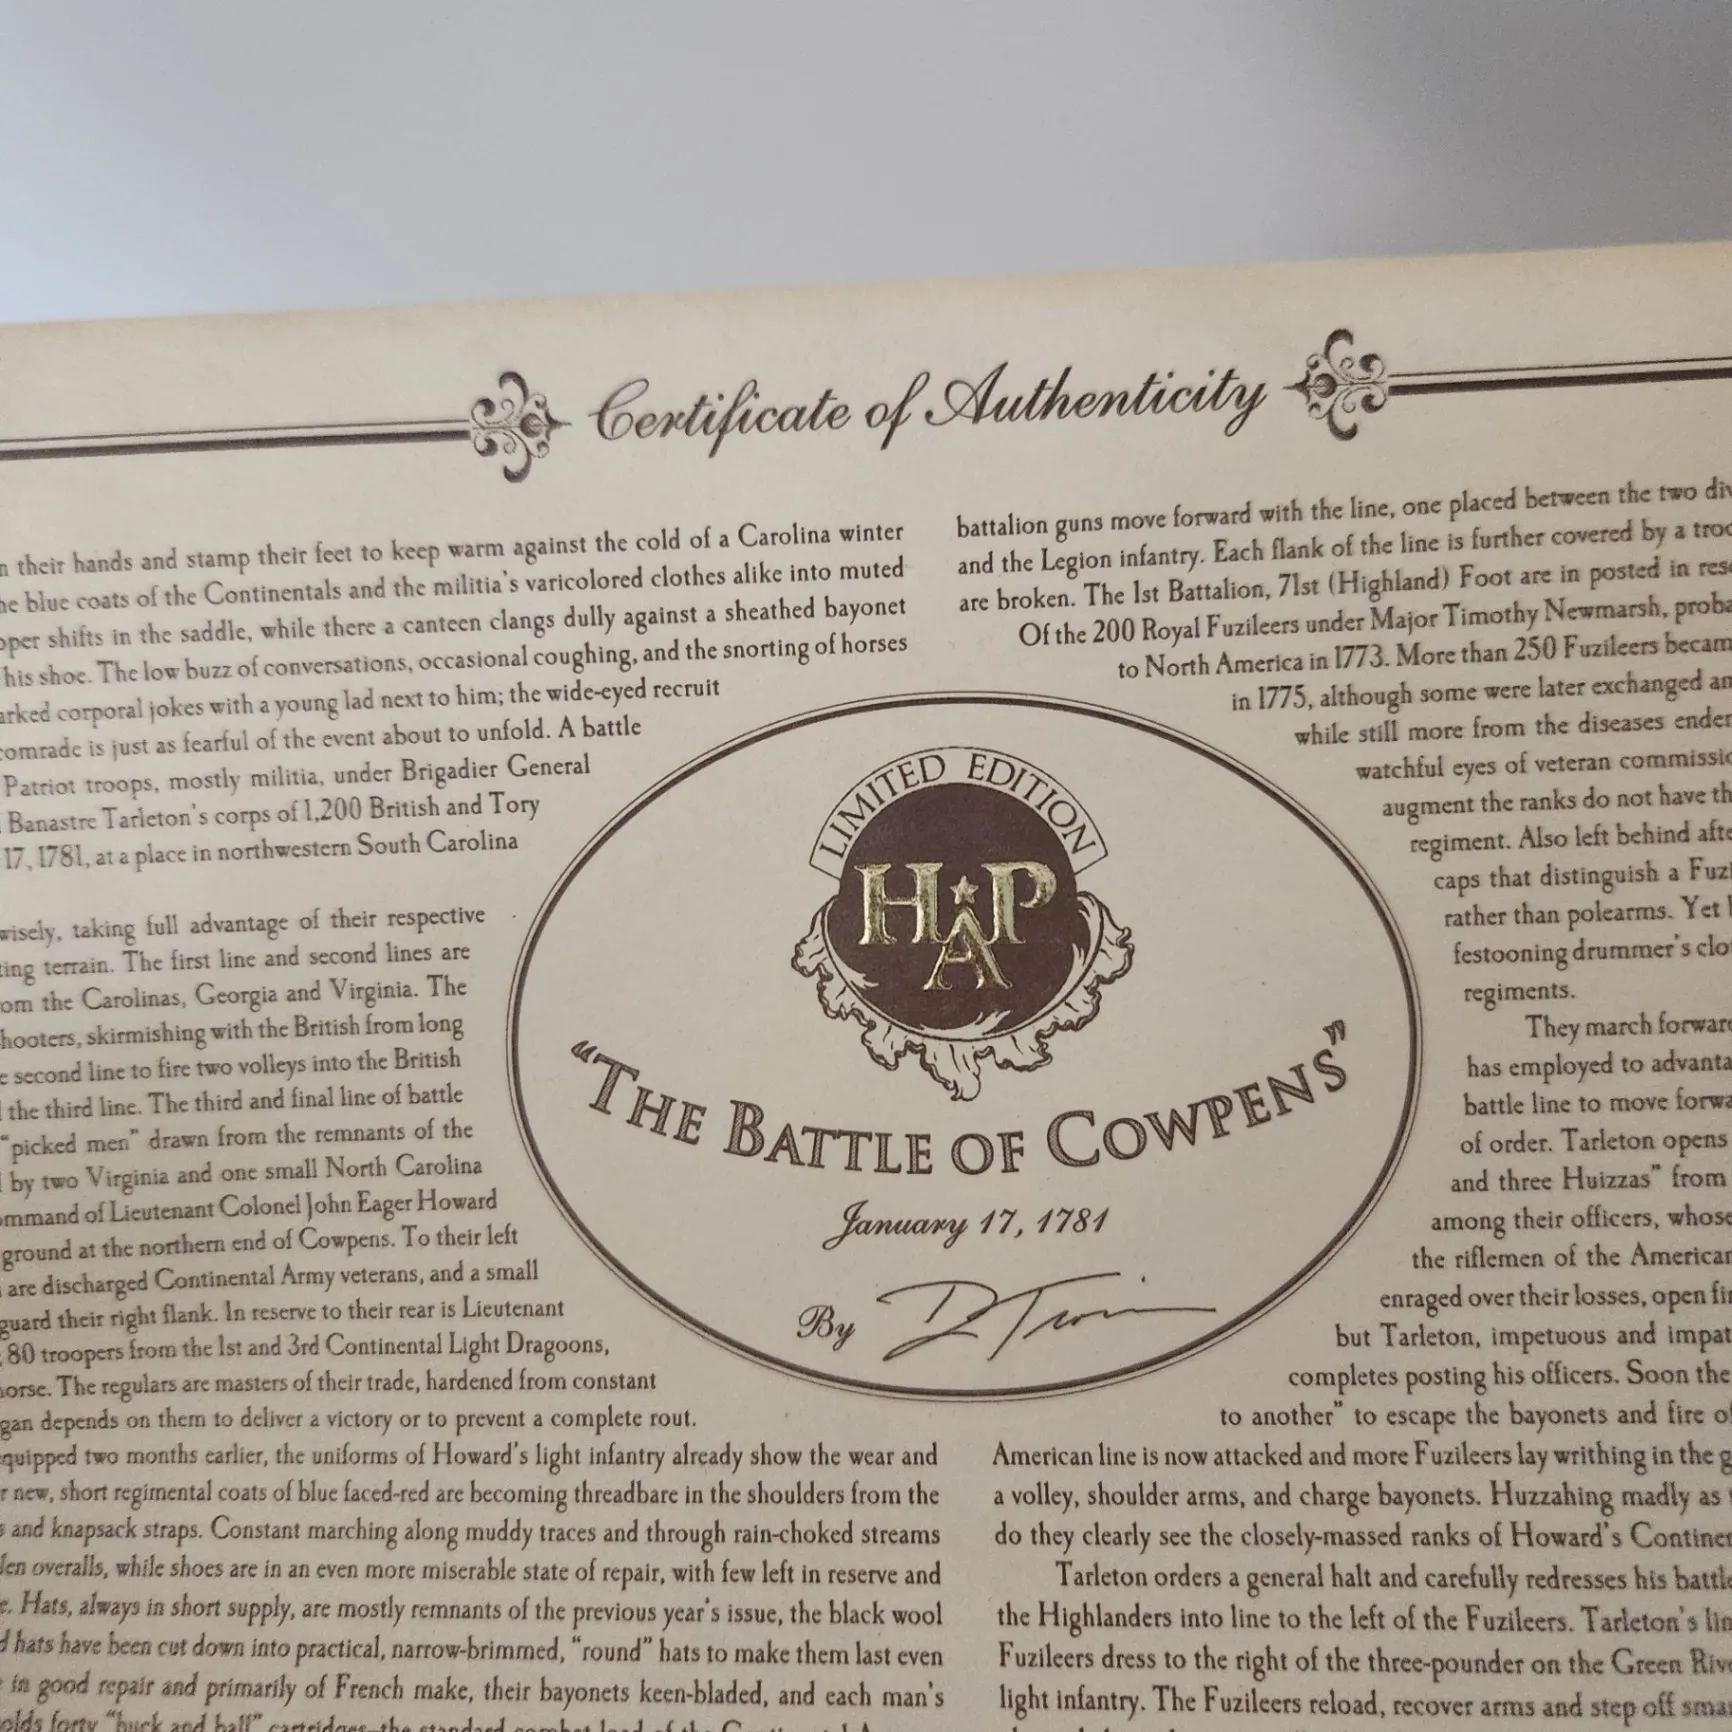 Certificate of Authenticity
their hands and stamp their feet to keep warm against the cold of a Carolina winter
blue coats of the Continentals and the militia's varicolored clothes alike into muted
shifts in the saddle, while there a canteen clangs dully against a sheathed bayonet
his shoe. The low buzz of conversations, occasional coughing, and the snorting of horses
corporal jokes with a young lad next to him; the wide-eyed recruit
comrade is just as fearful of the event about to unfold. A battle
Patriot troops, mostly militia, under Brigadier General
Banastre Tarleton's corps of 1,200 British and Tory
17, 1781, at a place in northwestern South Carolina
wisely, taking full advantage of their respective
terrain. The first line and second lines are
the Carolinas, Georgia and Virginia. The
skirmishing with the British from long
second line to fire two volleys into the British
the third line. The third and final line of battle
"picked men" drawn from the remnants of the
by two Virginia and one small North Carolina
of Lieutenant Colonel John Eager Howard
ground at the northern end of Cowpens. To their left
are discharged Continental Army veterans, and a small
guard their right flank. In reserve to their rear is Lieutenant
80 troopers from the 1st and 3rd Continental Light Dragoons,
horse. The regulars are masters of their trade, hardened from constant
depends on them to deliver a victory or to prevent a complete rout.
two months earlier, the uniforms of Howard's light infantry already show the wear and
new, short regimental coats of blue faced-red are becoming threadbare in the shoulders from the
and knapsack straps. Constant marching along muddy traces and through rain-choked streams
overalls, while shoes are in an even more miserable state of repair, with few left in reserve and
Hats, always in short supply, are mostly remnants of the previous year's issue, the black wool
hats have been cut down into practical, narrow-brimmed, "round" hats to make them last even
in good repair and primarily of French make, their bayonets keen-bladed, and each man's
forty "buck and ball"
LIMITED EDITION
HAP
"THE BATTLE OF COWPENS"
January 17, 1781
By
battalion guns move forward with the line, one placed between the two
and the Legion infantry. Each flank of the line is further covered by a
are broken. The 1st Battalion, 71st (Highland) Foot are in posted in
Of the 200 Royal Fuzileers under Major Timothy Newmarsh,
to North America in 1773. More than 250 Fuzileers
in 1775, although some were later exchanged
while still more from the diseases
watchful eyes of veteran
augment the ranks do not have
regiment. Also left behind
caps that distinguish a
rather than polearms. Yet
festooning drummer's
regiments.
They march
has employed to
battle line to move
of order. Tarleton opens
and three Huizzas" from
among their officers, whose
the riflemen of the
enraged over their losses, open
but Tarleton, impetuous and
completes posting his officers. Soon the
to another" to escape the bayonets and fire
American line is now attacked and more Fuzileers lay writhing in the
a volley, shoulder arms, and charge bayonets. Huzzahing madly as
do they clearly see the closely-massed ranks of Howard's
Tarleton orders a general halt and carefully redresses his
the Highlanders into line to the left of the Fuzileers. Tarleton's
Fuzileers dress to the right of the three-pounder on the Green
light infantry. The Fuzileers reload, recover arms and step off